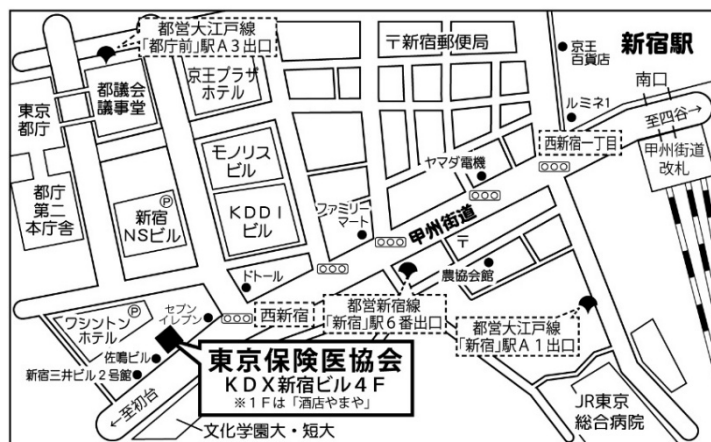 都営大江戸線
「都庁前」駅A3出口
〒新宿郵便局
京王
百貨店
新宿駅
南口
東京
都庁
都議会
議事堂
京王プラザ
ホテル
ルミネ1
至四谷→
西新宿一丁目
甲州街道
改札
モノリス
ビル
ヤマダ電機
都庁
第二
本庁舎
Ⓟ
新宿
NSビル
KDDI
ビル
ファミリー
マート
甲州街道
〒
農協会館
ドトール
Ⓟ
ワシントン
ホテル
セブン
イレブン
西新宿
都営新宿線
「新宿」駅6番出口
都営大江戸線
「新宿」駅A1出口
佐鳴ビル
新宿三井ビル2号館
東京保険医協会
KDX新宿ビル4F
※1Fは「酒店やまや」
←至初台
文化学園大・短大
JR東京
総合病院